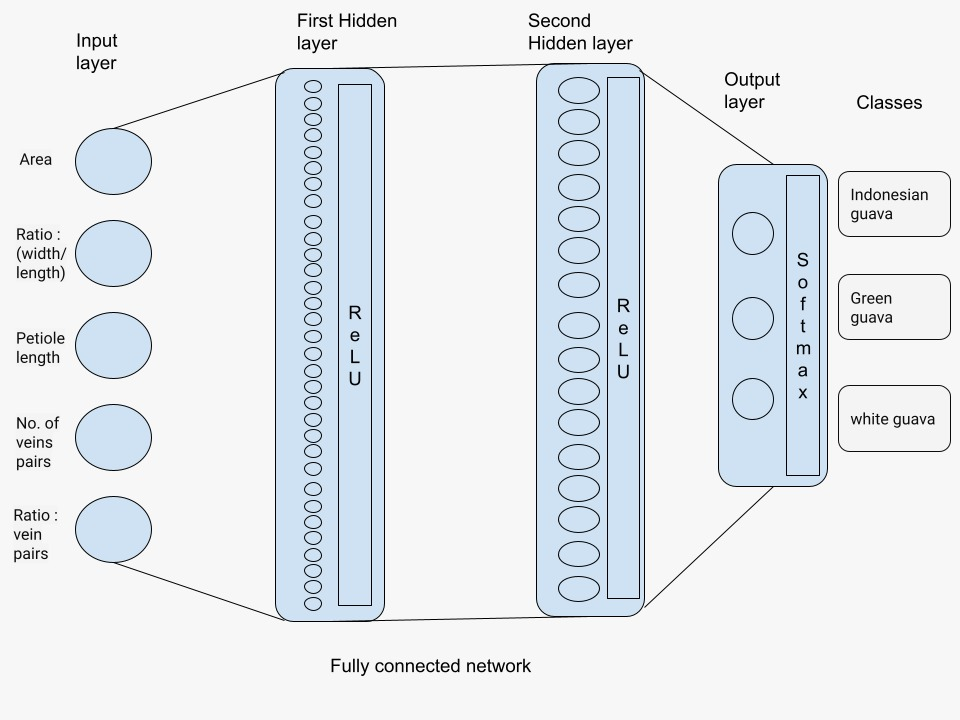 Input
layer
First Hidden
layer
Second
Hidden layer
Output
layer
Classes
Area
Ratio :
(width/
length)
Petiole
length
No. of
veins
pairs
Ratio :
vein
pairs
R
e
L
U
R
e
L
U
S
o
f
t
m
a
x
Indonesian
guava
Green
guava
white guava
Fully connected network